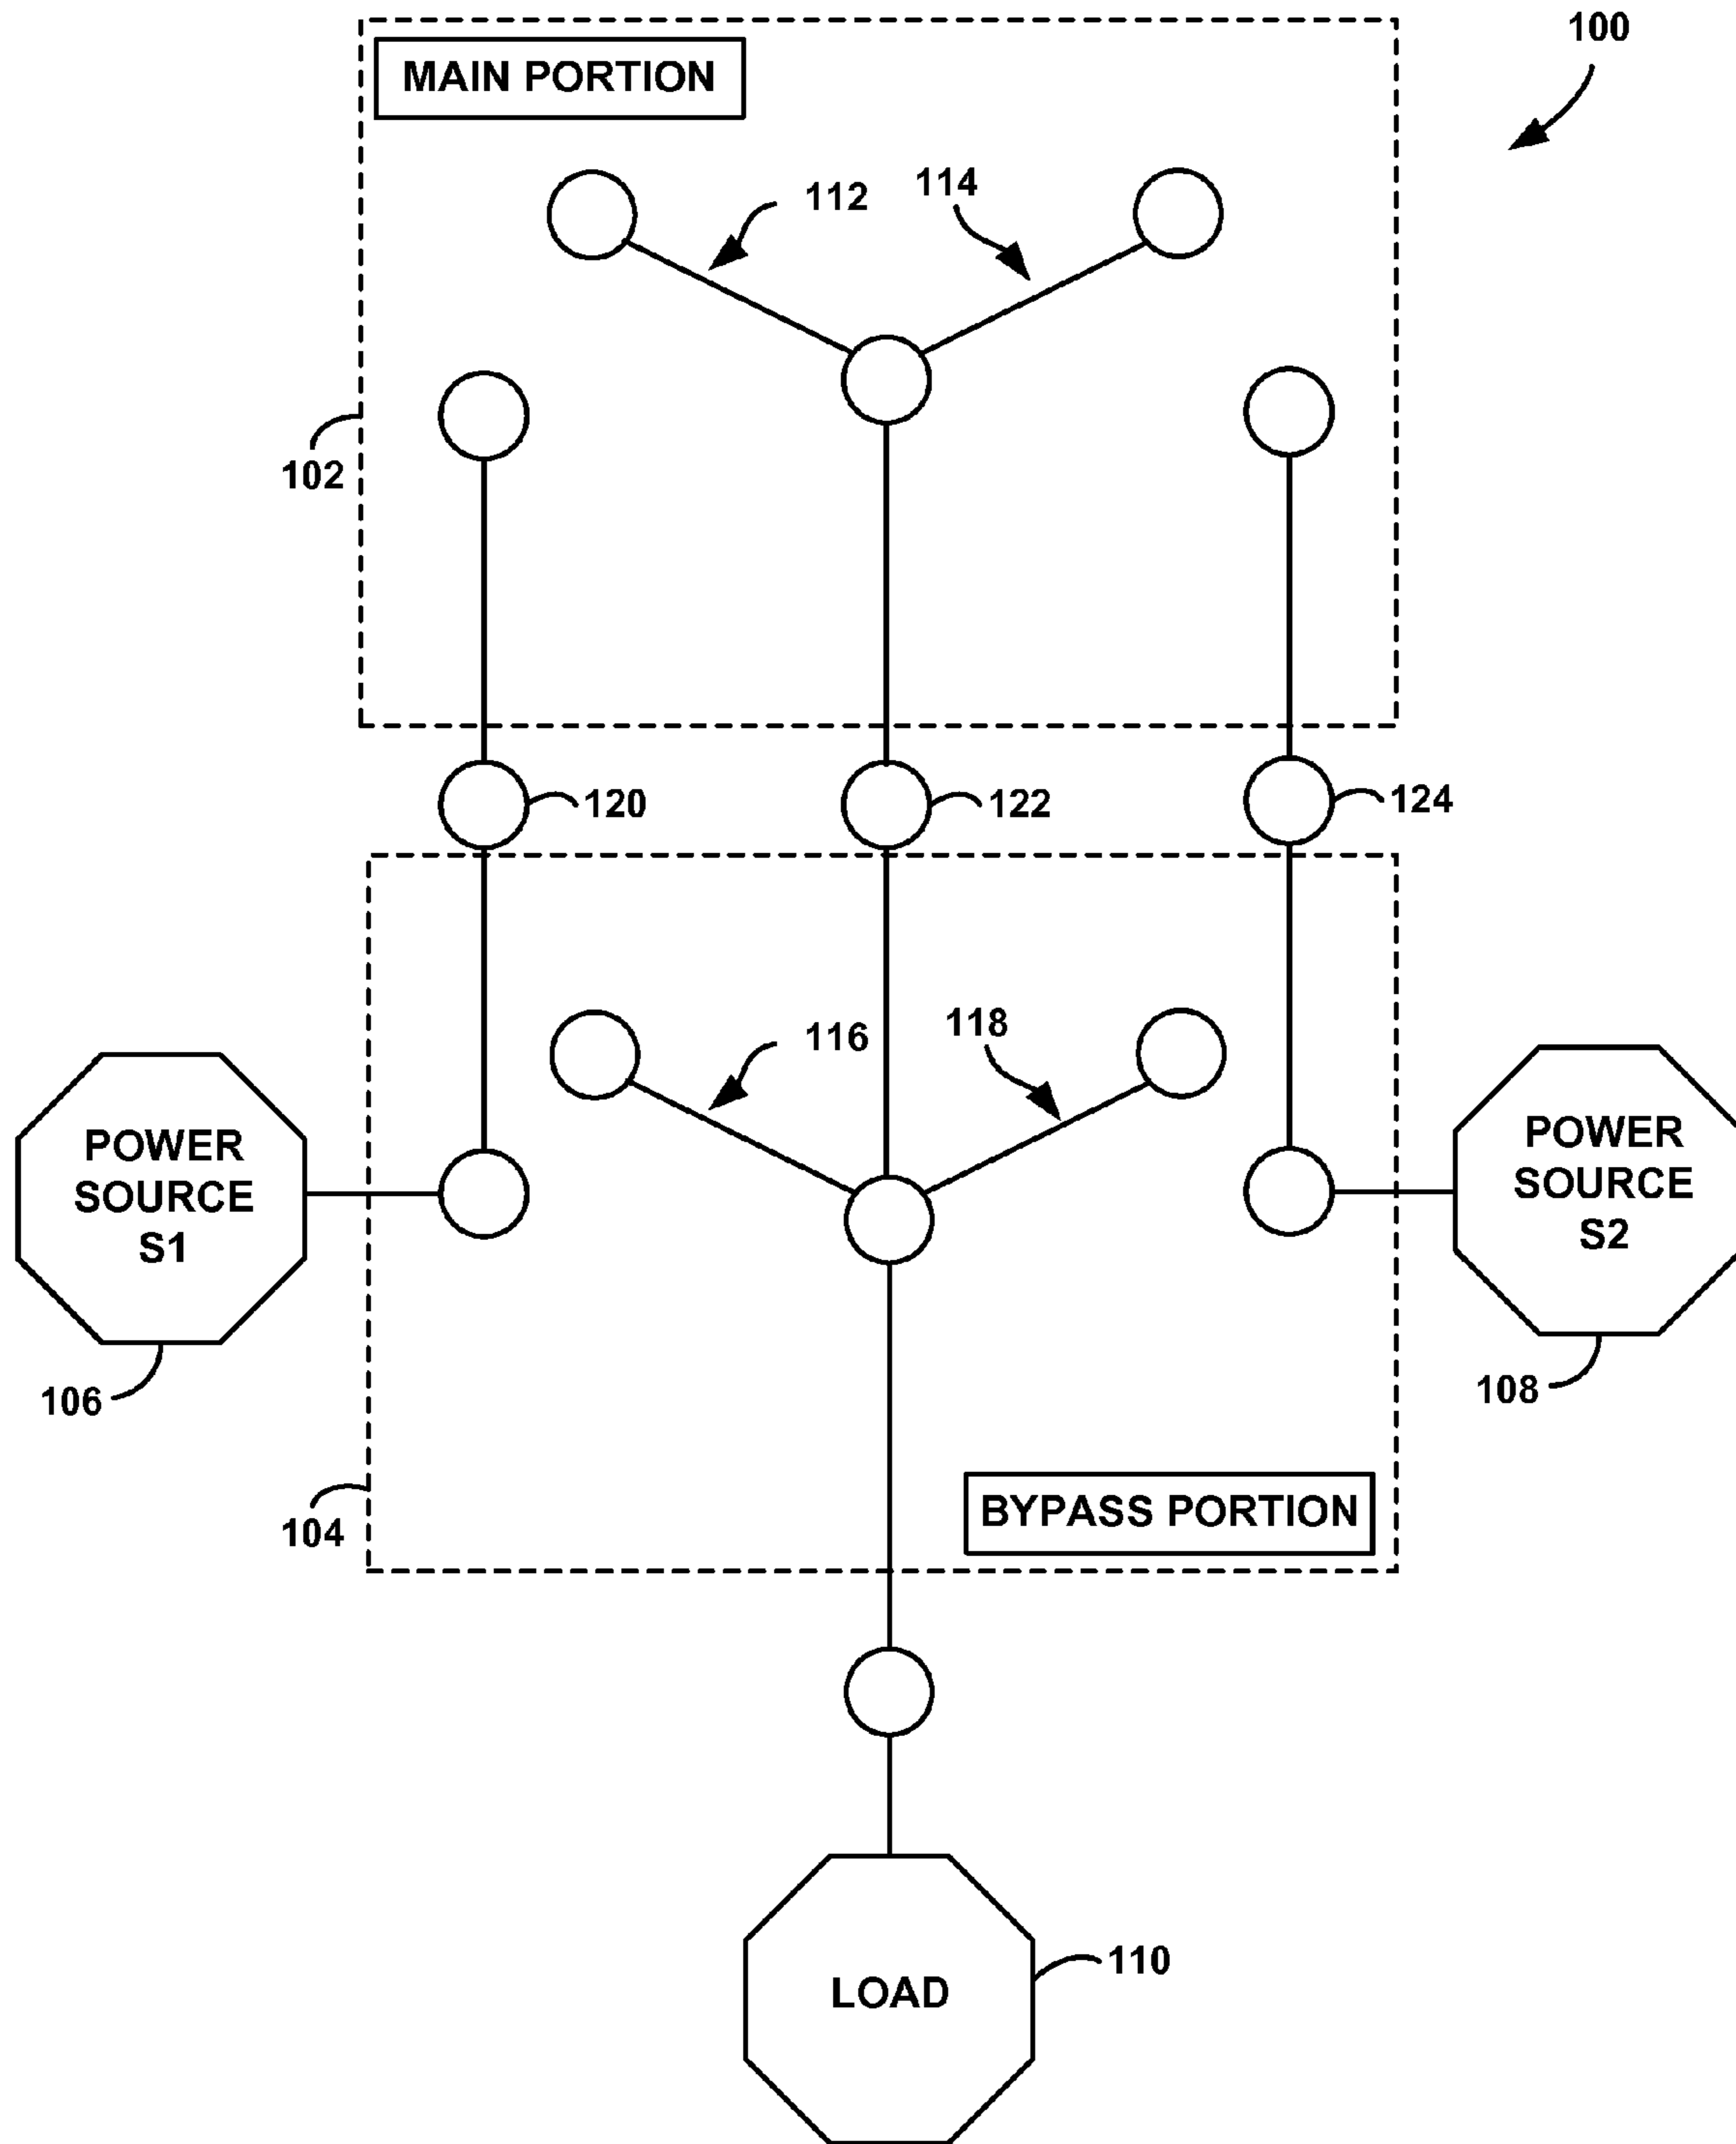 100
MAIN PORTION
112
114
102
120
122
124
116
118
POWER
SOURCE
S1
POWER
SOURCE
S2
106
108
104
BYPASS PORTION
110
LOAD